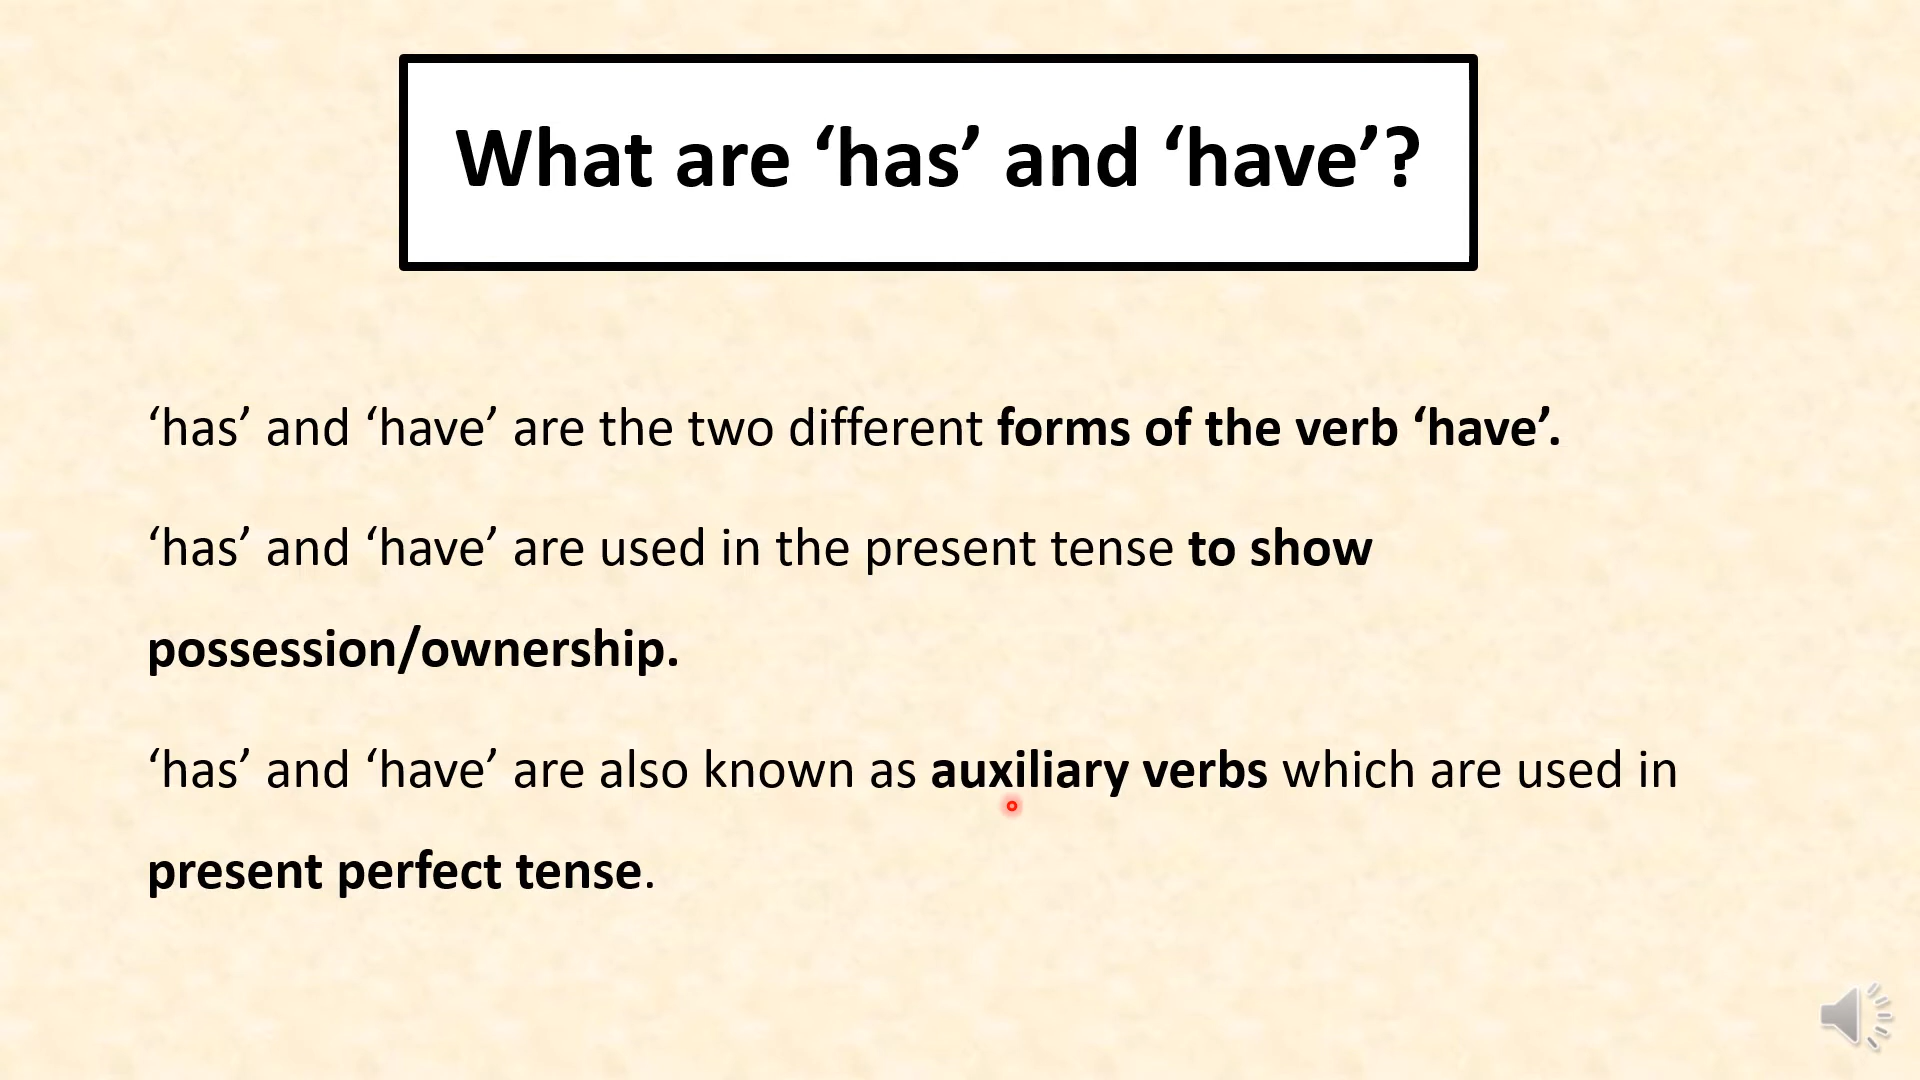 What are ‘has’ and ‘have’?
‘has’ and ‘have’ are the two different forms of the verb ‘have’.
‘has’ and ‘have’ are used in the present tense to show
possession/ownership.
‘has’ and ‘have’ are also known as auxiliary verbs which are used in
present perfect tense.